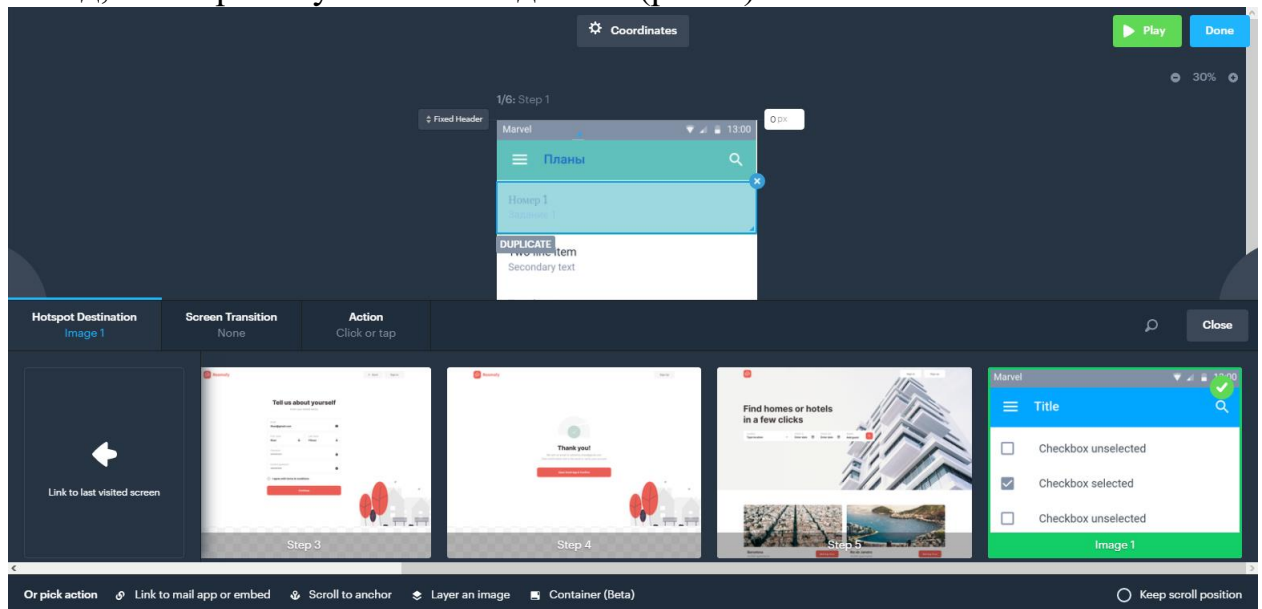 Coordinates
Play
Done
30%
1/6: Step 1
Fixed Header
0 px
Marvel
13:00
Планы
Номер 1
DUPLICATE
Two-line item
Secondary text
Hotspot Destination
Image 1
Screen Transition
None
Action
Click or tap
Close
Link to last visited screen
Tell us about yourself
Step 3
Thank you!
Step 4
Find homes or hotels
in a few clicks
Step 5
Marvel
13:00
Title
Checkbox unselected
Checkbox selected
Checkbox unselected
Image 1
Or pick action
Link to mail app or embed
Scroll to anchor
Layer an image
Container (Beta)
Keep scroll position